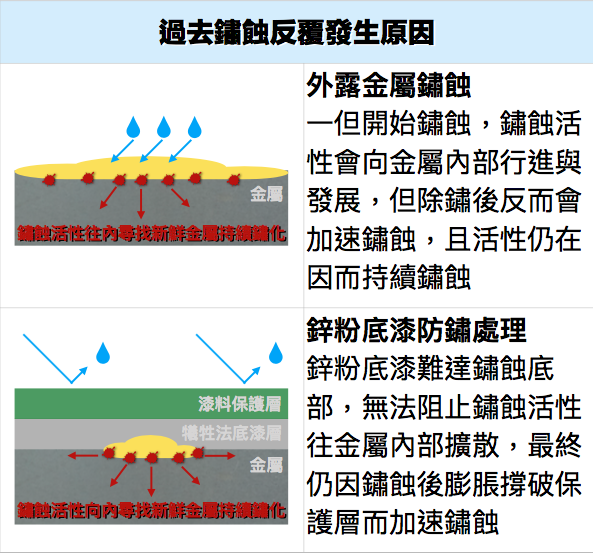 過去鏽蝕反覆發生原因
金屬
鏽蝕活性往內尋找新鮮金屬持續鏽化
外露金屬鏽蝕
一但開始鏽蝕，鏽蝕活
性會向金屬內部行進與
發展，但除鏽後反而會
加速鏽蝕，且活性仍在
因而持續鏽蝕
漆料保護層
犧牲法底漆層
金屬
鏽蝕活性向內尋找新鮮金屬持續鏽化
鋅粉底漆防鏽處理
鋅粉底漆難達鏽蝕底
部，無法阻止鏽蝕活性
往金屬內部擴散，最終
仍因鏽蝕後膨脹撐破保
護層而加速鏽蝕